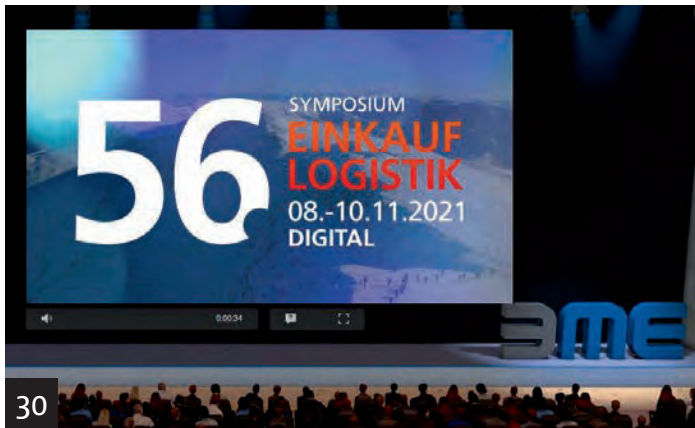 56
SYMPOSIUM
EINKAUF
LOGISTIK
08.-10.11.2021
DIGITAL
0:00:34
?
BME
30